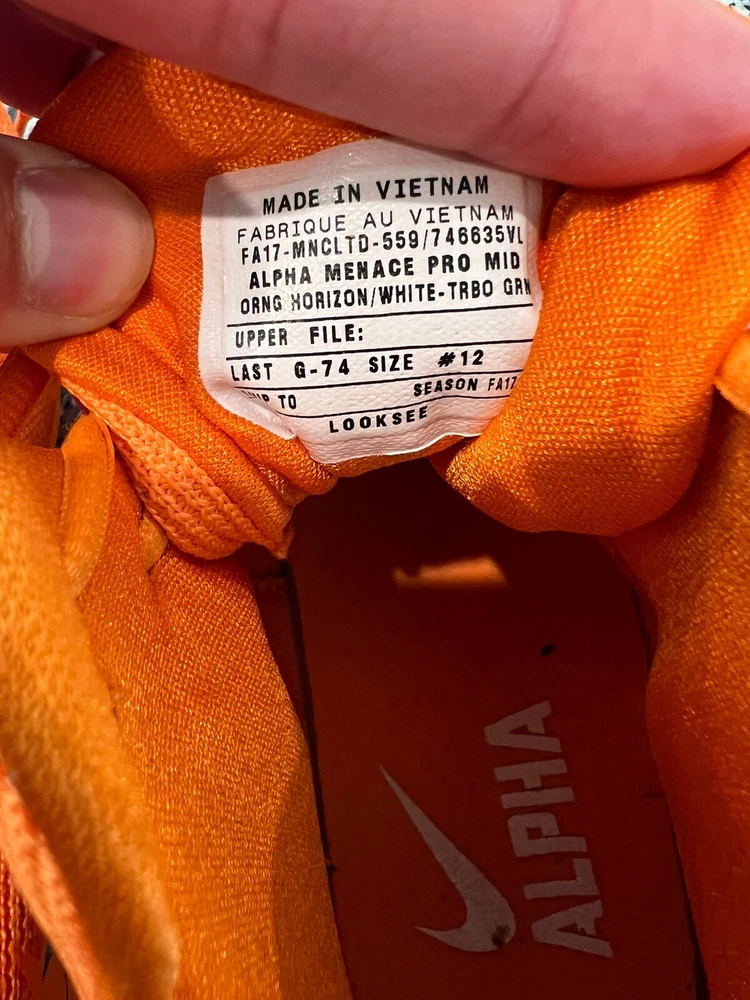 MADE IN VIETNAM
FABRIQUE AU VIETNAM
FA17-MNCLTD-559/746635VL
ALPHA MENACE PRO MID
ORNG HORIZON/WHITE-TRBO GRN
UPPER FILE:
LAST G-74 SIZE #12
TO SEASON FA17
LOOKSEE
ALPHA